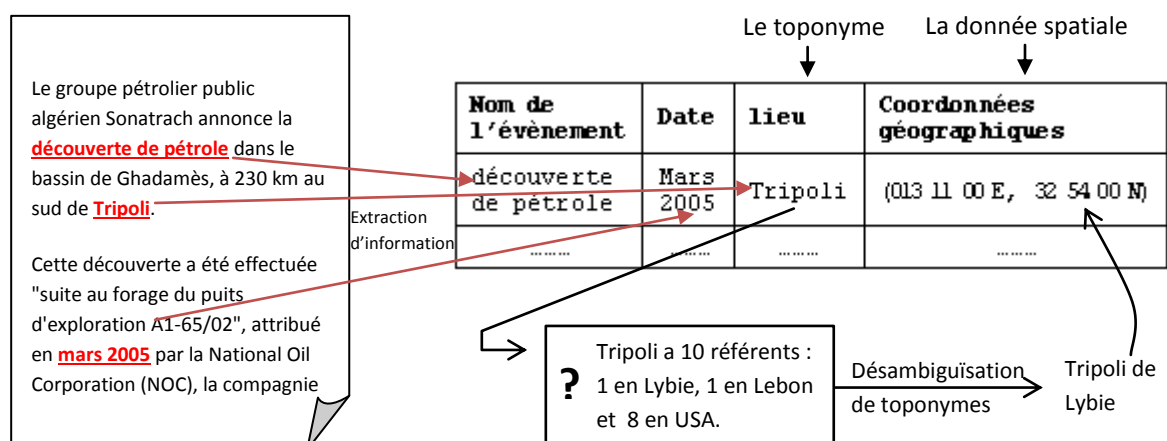 Le toponyme
La donnée spatiale
Le groupe pétrolier public
algérien Sonatrach annonce la
découverte de pétrole dans le
bassin de Ghadamès, à 230 km au
sud de Tripoli.
Cette découverte a été effectuée
"suite au forage du puits
d'exploration A1-65/02", attribué
en mars 2005 par la National Oil
Corporation (NOC), la compagnie
Extraction
d'information
Nom de
l'évènement
Date
lieu
Coordonnées
géographiques
découverte
de pétrole
Mars
2005
Tripoli
(013 11 00 E, 32 54 00 N)
………
………
………
………
?
Tripoli a 10 référents :
1 en Lybie, 1 en Lebon
et 8 en USA.
Désambiguïsation
de toponymes
Tripoli de
Lybie